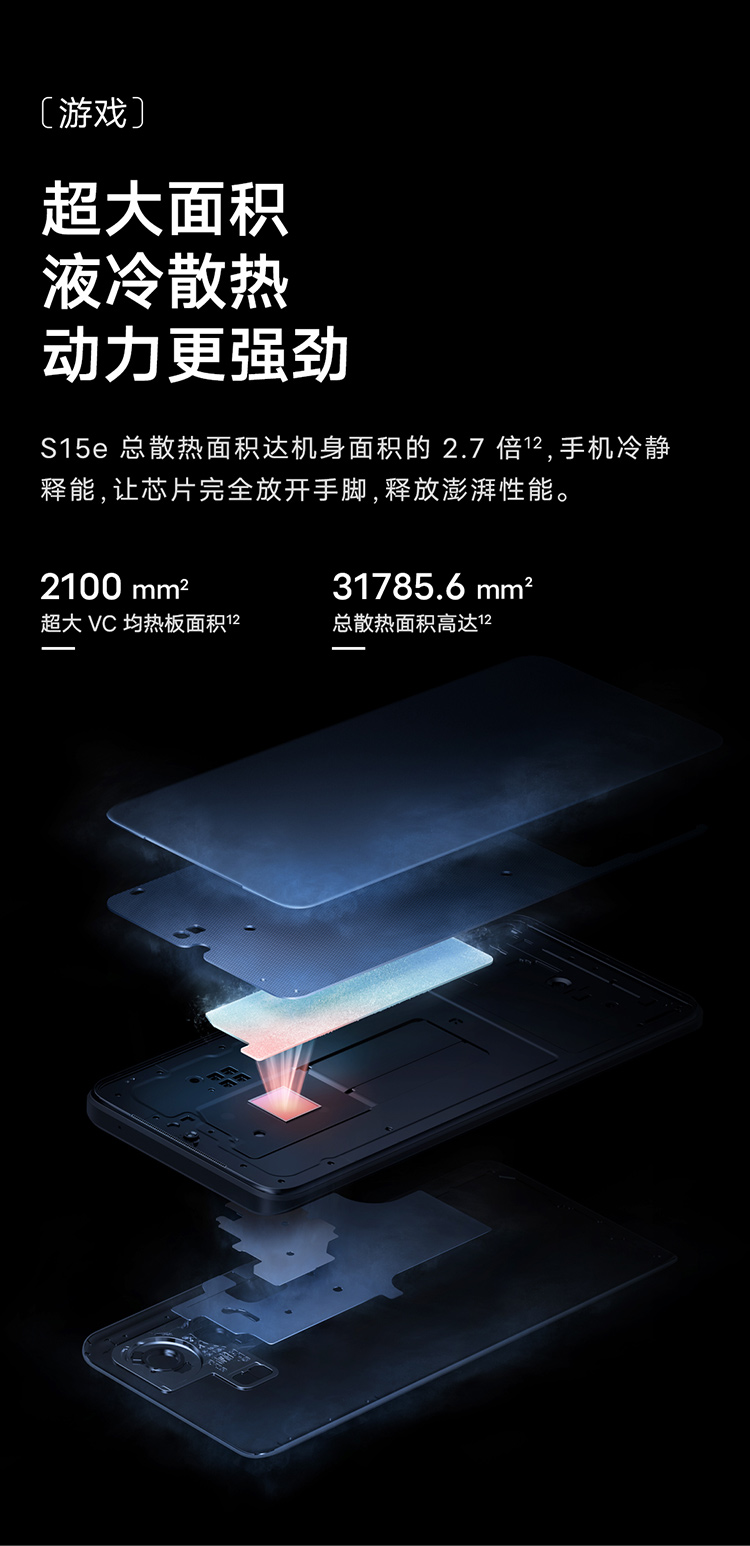 ［游戏］
超大面积
液冷散热
动力更强劲
S15e 总散热面积达机身面积的 2.7 倍¹²，手机冷静
释能，让芯片完全放开手脚，释放澎湃性能。
2100 mm² 31785.6 mm²
超大 VC 均热板面积¹² 总散热面积高达¹²